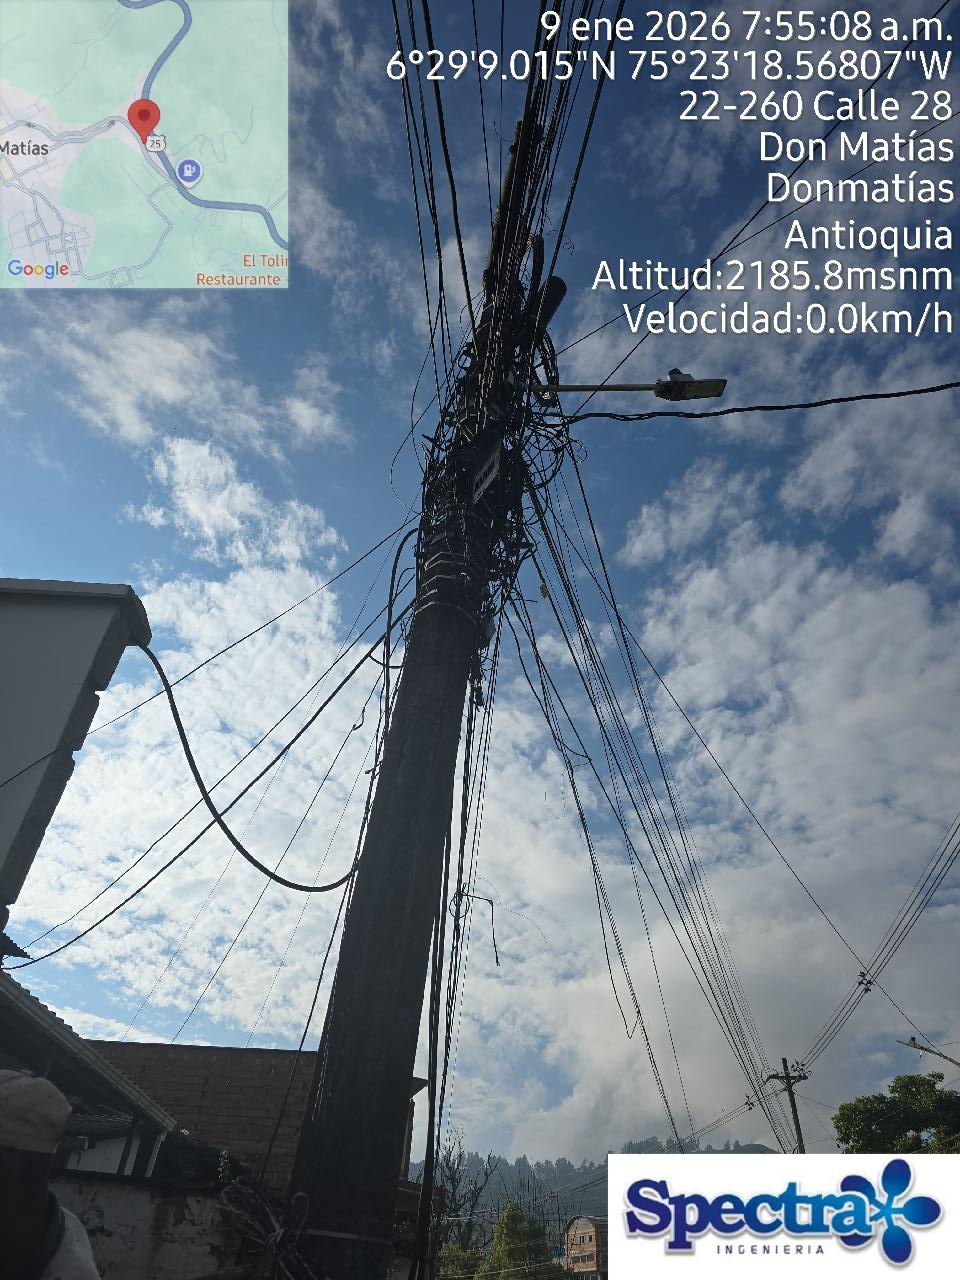 9 ene 2026 7:55:08 a.m.
6°29'9.015"N 75°23'18.56807"W
22-260 Calle 28
Don Matías
Donmatías
Antioquia
Altitud:2185.8msnm
Velocidad:0.0km/h
Matías
25
Google
El Tolin
Restaurante
Spectra
INGENIERIA